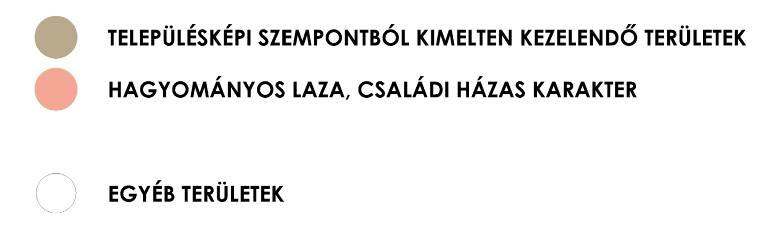 TELEPÜLÉSKÉPI SZEMPONTBÓL KIMELTEN KEZELENDŐ TERÜLETEK
HAGYOMÁNYOS LAZA, CSALÁDI HÁZAS KARAKTER
EGYÉB TERÜLETEK